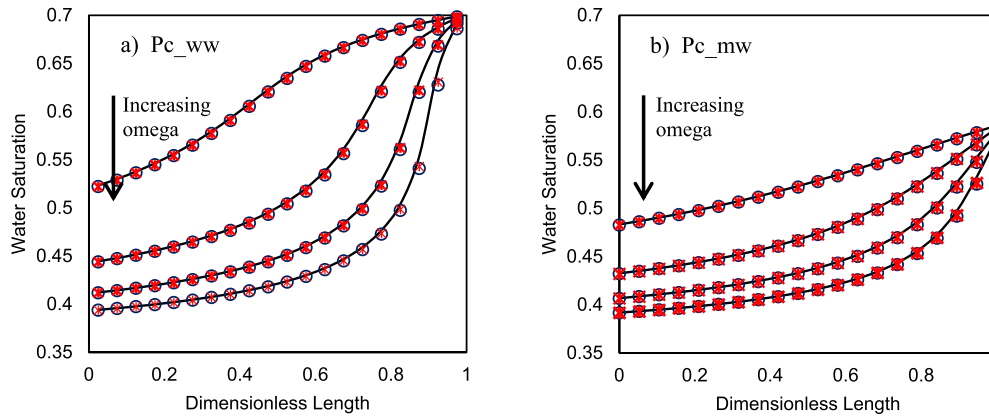 0.7
0.65
0.6
0.55
0.5
0.45
0.4
0.35
Water Saturation
a) Pc_ww
Increasing
omega
0
0.2
0.4
0.6
0.8
1
Dimensionless Length
0.7
0.65
0.6
0.55
0.5
0.45
0.4
0.35
Water Saturation
b) Pc_mw
Increasing
omega
0
0.2
0.4
0.6
0.8
Dimensionless Length